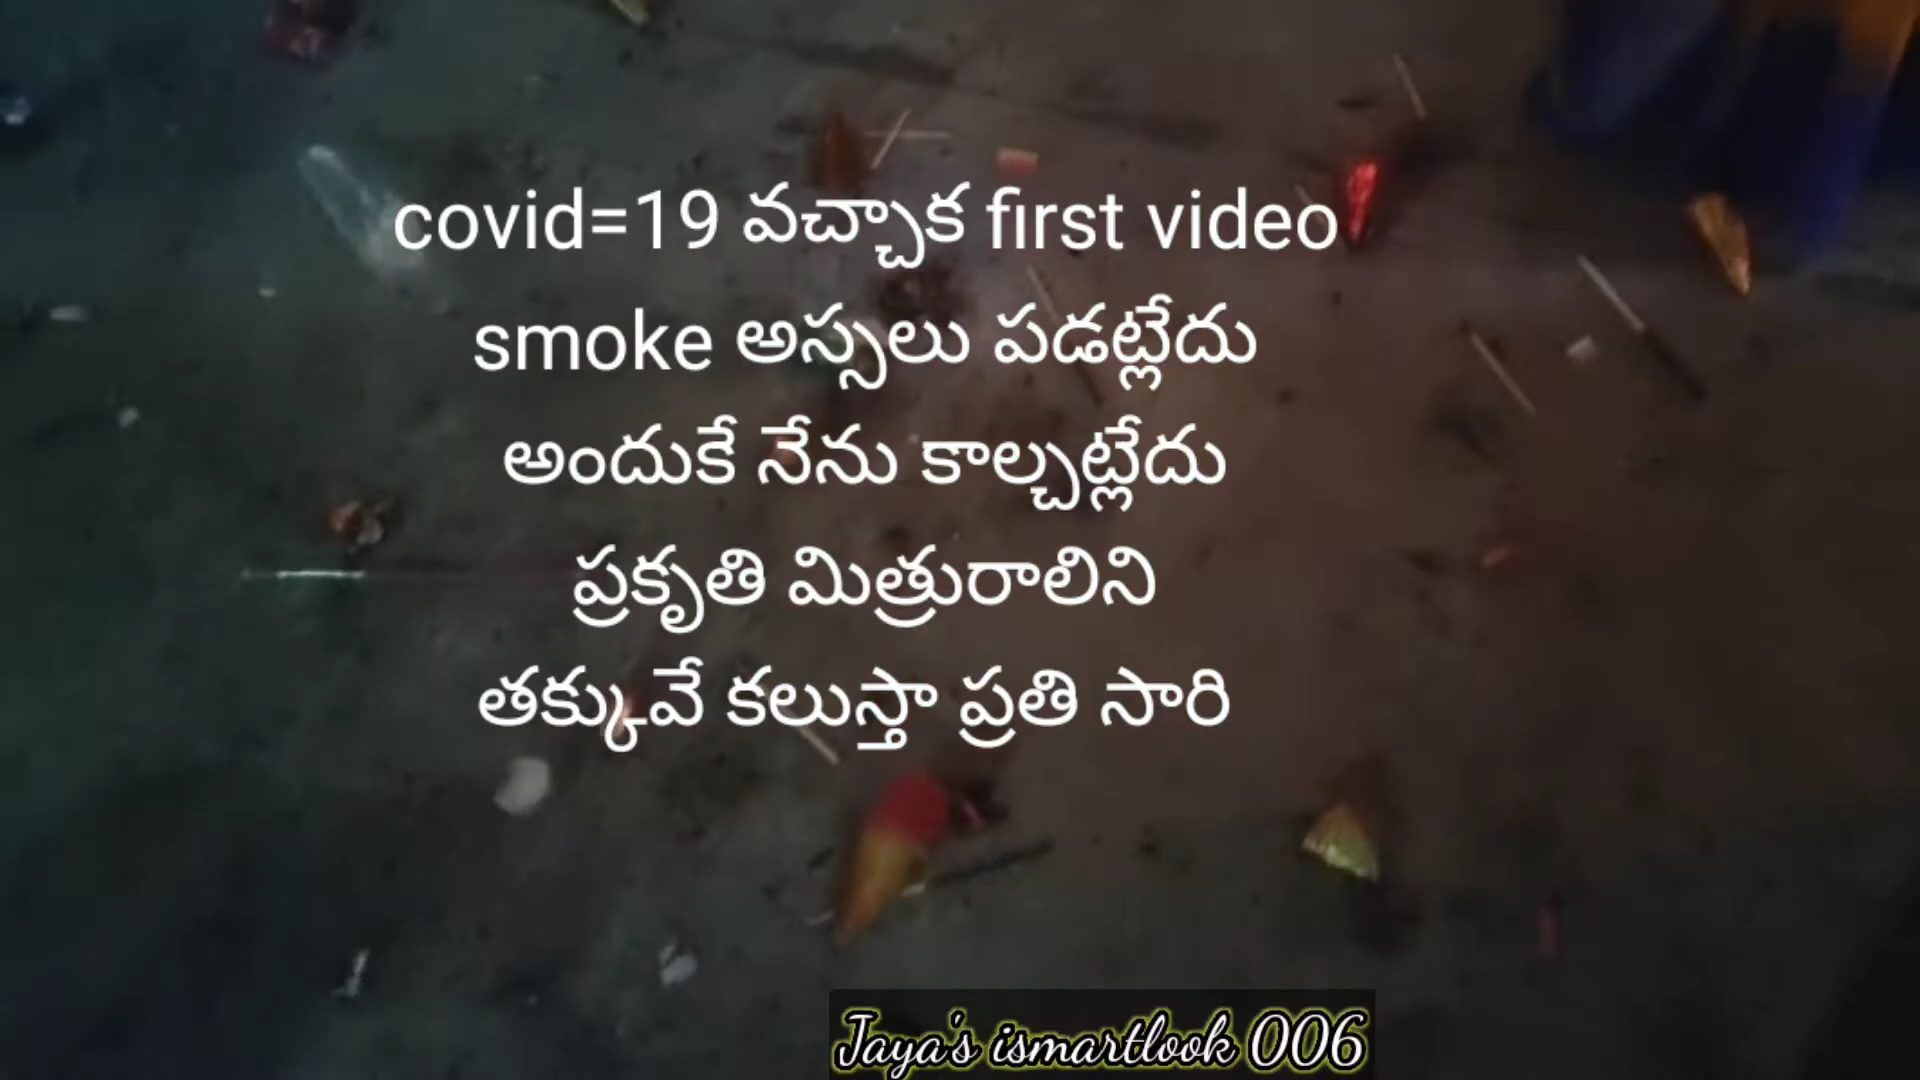 covid=19 వచ్చాక first video
smoke అస్సలు పడట్లేదు
అందుకే నేను కాల్చట్లేదు
ప్రకృతి మిత్రురాలిని
తక్కువే కలుస్తా ప్రతి సారి
Jaya's ismartlook 006